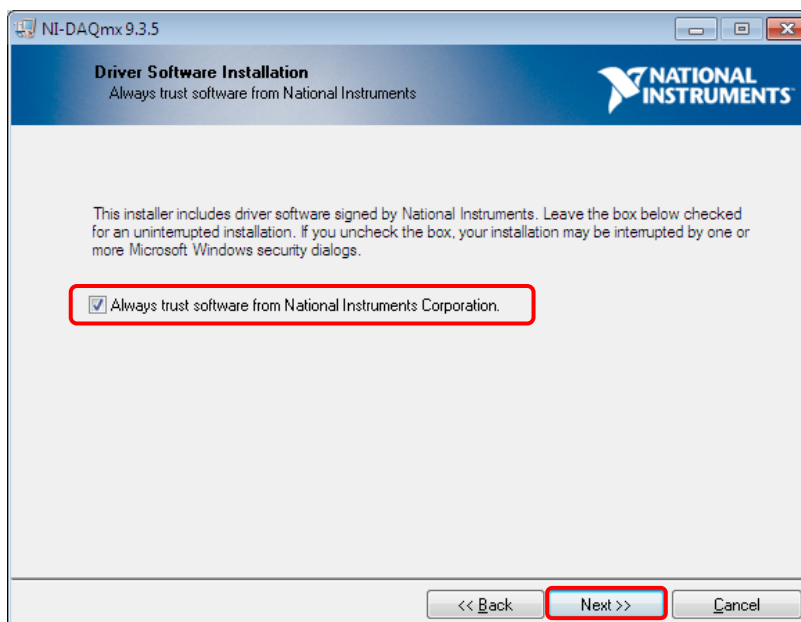 NI-DAQmx 9.3.5
Driver Software Installation
Always trust software from National Instruments
NATIONAL
INSTRUMENTS™
This installer includes driver software signed by National Instruments. Leave the box below checked
for an uninterrupted installation. If you uncheck the box, your installation may be interrupted by one or
more Microsoft Windows security dialogs.
Always trust software from National Instruments Corporation.
<< Back
Next >>
Cancel